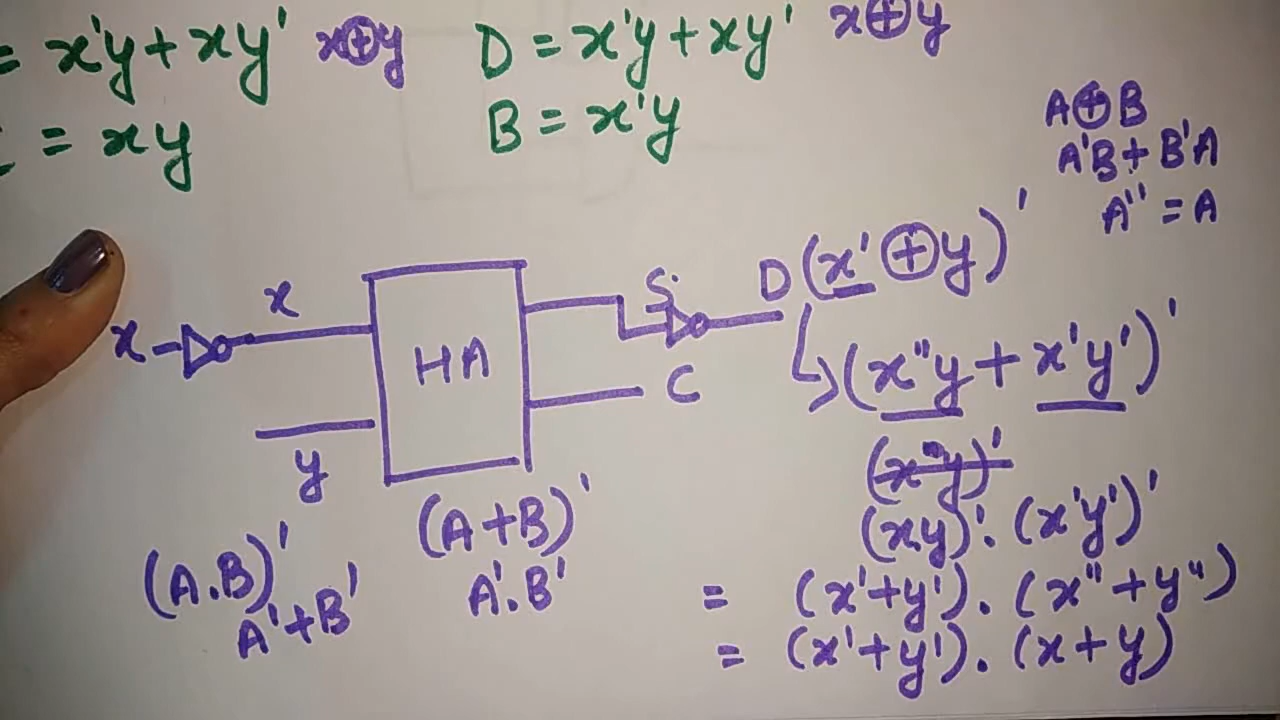 = x'y + xy' x⊕y
D = x'y + xy' x⊕y
= xy
B = x'y
A⊕B
A'B + B'A
A'' = A
x
x
y
HA
S
C
D (x' ⊕ y)'
(x''y + x'y')'
(x''y)'
(xy)' . (x'y')'
= (x'+y') . (x''+y'')
= (x'+y') . (x+y)
(A+B)'
A'.B'
(A.B)'
A'+B'